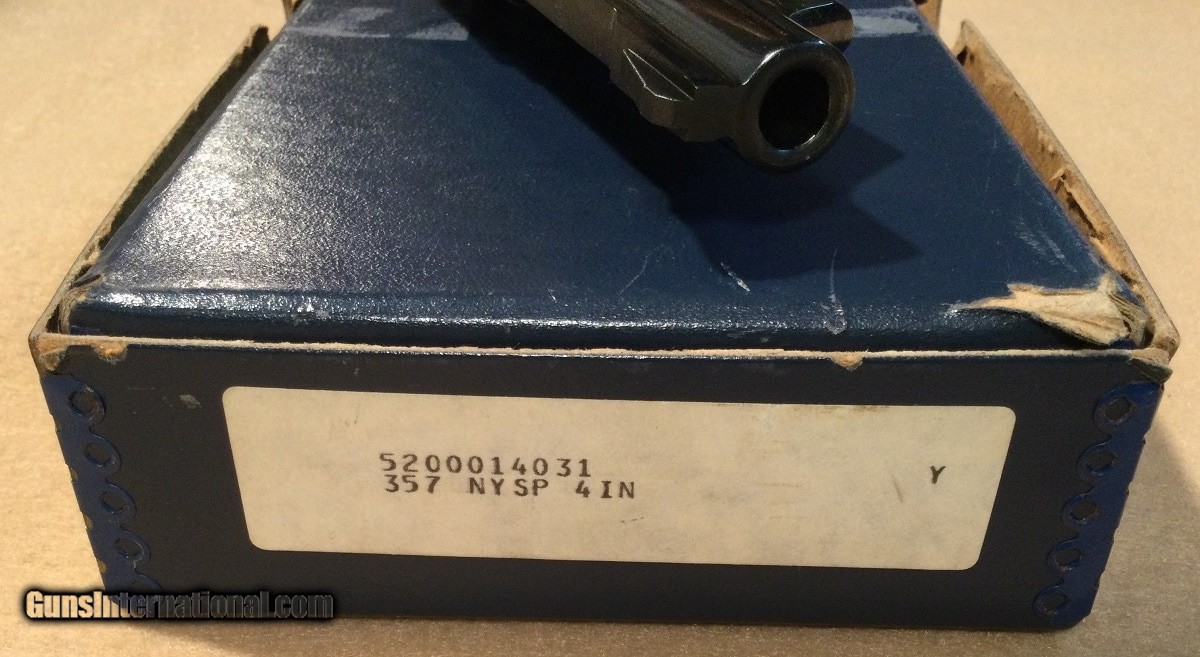 5200014031
357 NYSP 4IN
Y
GunsInternational.com